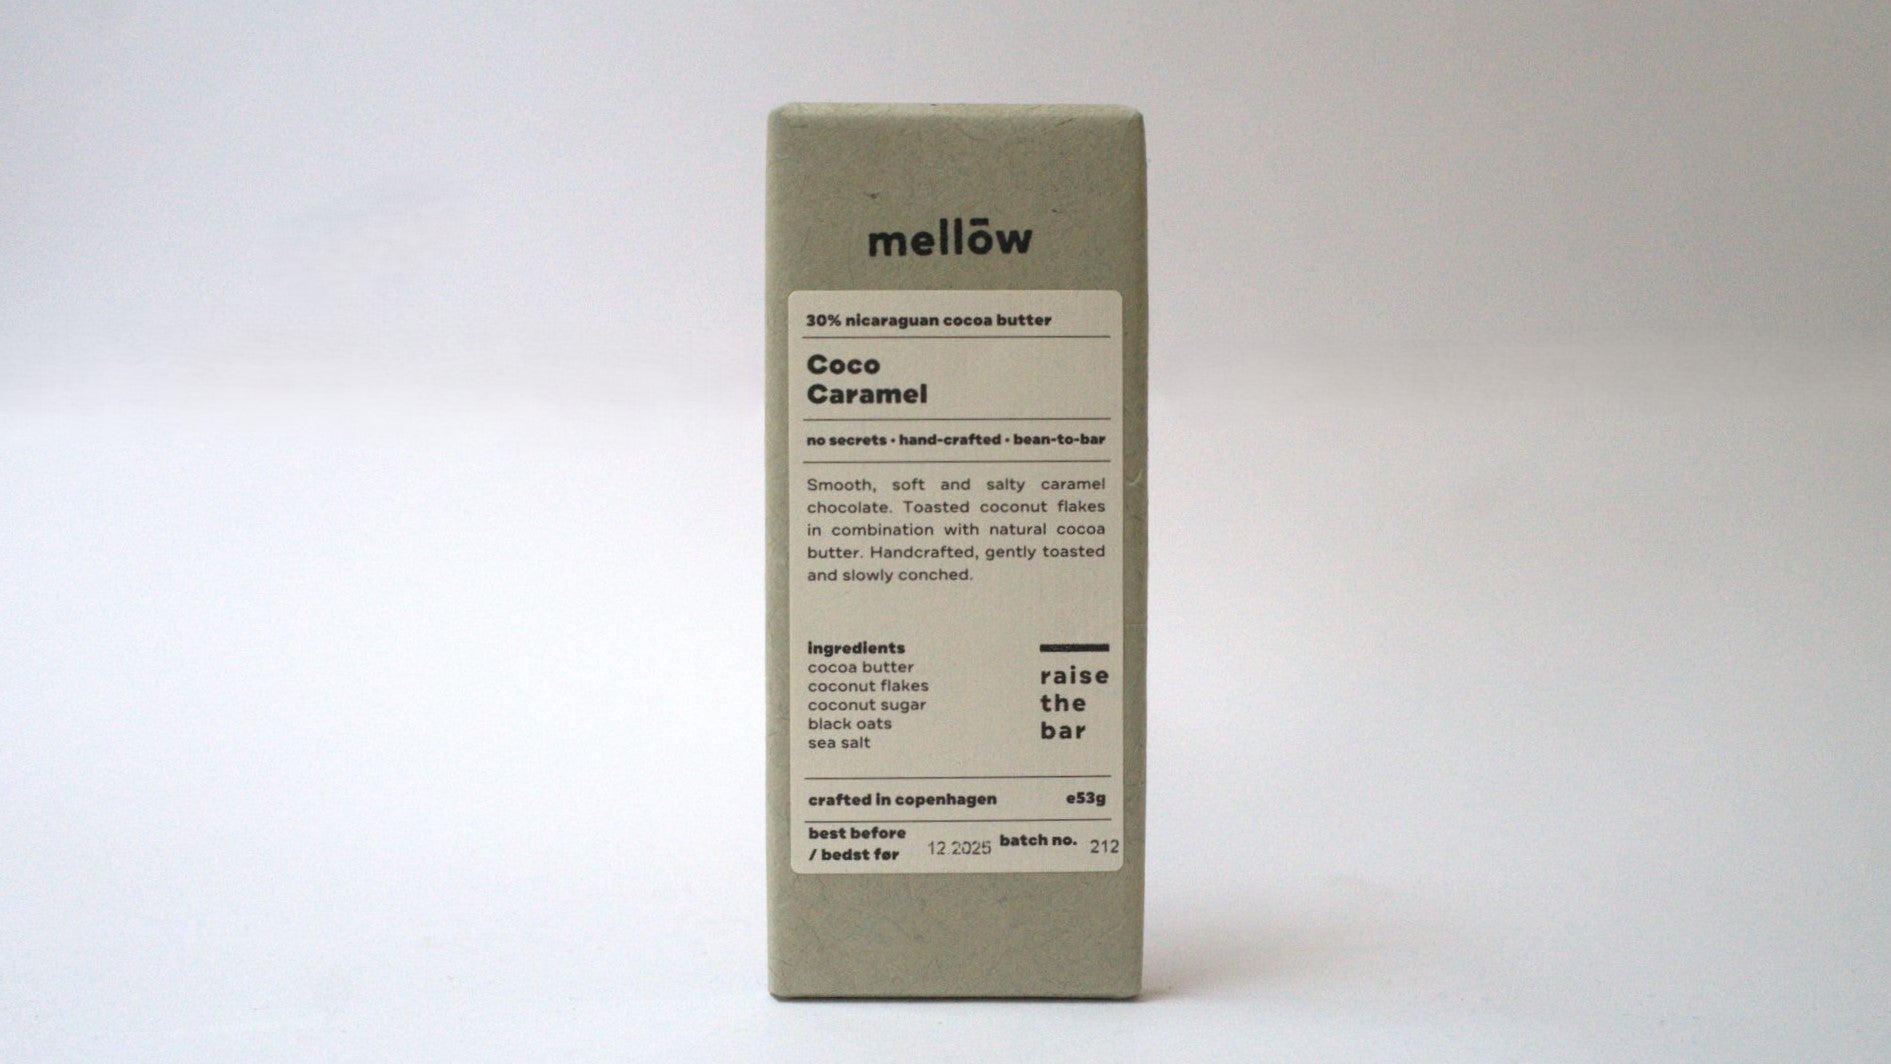 mellōw
30% nicaraguan cocoa butter
Coco
Caramel
no secrets • hand-crafted • bean-to-bar
Smooth, soft and salty caramel
chocolate. Toasted coconut flakes
in combination with natural cocoa
butter. Handcrafted, gently toasted
and slowly conched.
ingredients
cocoa butter
coconut flakes
coconut sugar
black oats
sea salt
raise
the
bar
crafted in copenhagen e53g
best before
/ bedst før 12.2025 batch no. 212